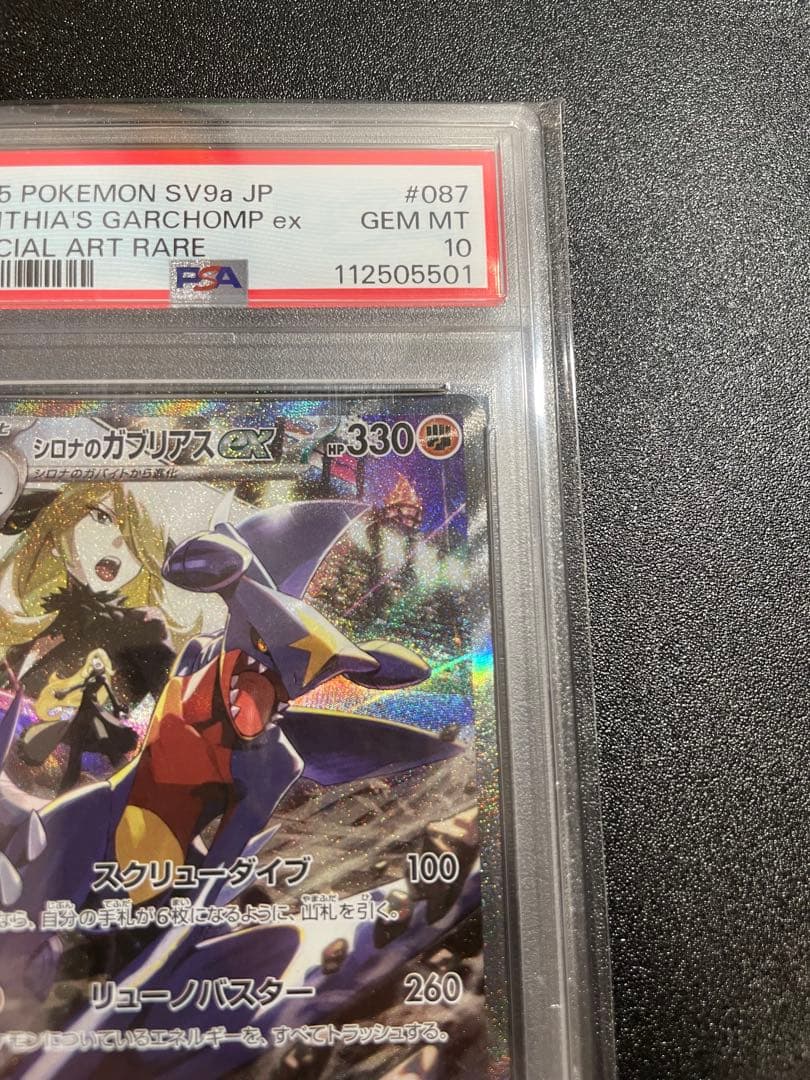 5 POKEMON SV9a JP #087
THIA'S GARCHOMP ex GEM MT
CIAL ART RARE 10
PSA 112505501
シロナのガブリアスex HP330
シロナのガバイトから進化
スクリューダイブ 100
なら、自分の手札が6枚になるように、山札を引く。
リューノバスター 260
ケモンについているエネルギーを、すべてトラッシュする。